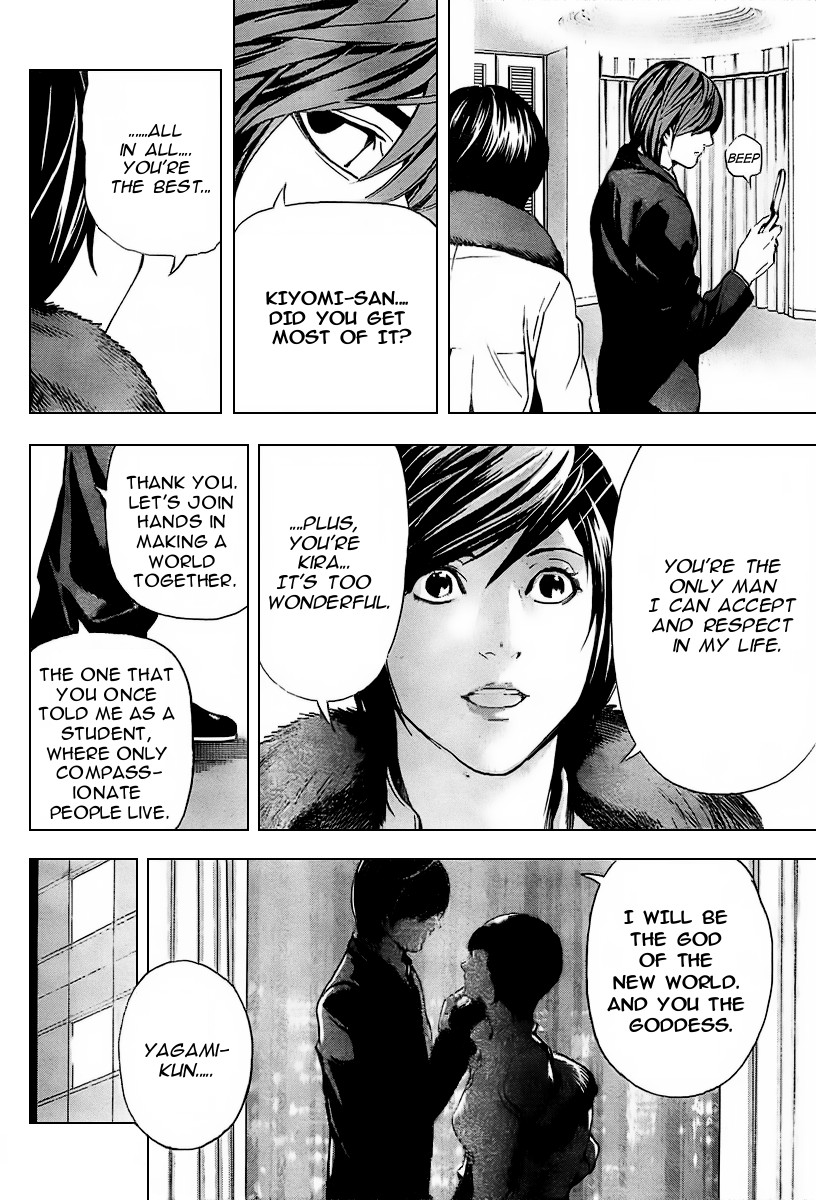 BEEP
KIYOMI-SAN....
DID YOU GET
MOST OF IT?
......ALL
IN ALL....
YOU'RE
THE BEST...
YOU'RE THE
ONLY MAN
I CAN ACCEPT
AND RESPECT
IN MY LIFE.
....PLUS,
YOU'RE
KIRA...
IT'S TOO
WONDERFUL.
THANK YOU.
LET'S JOIN
HANDS IN
MAKING A
WORLD
TOGETHER.
THE ONE THAT
YOU ONCE
TOLD ME AS A
STUDENT,
WHERE ONLY
COMPASS-
IONATE
PEOPLE LIVE.
I WILL BE
THE GOD
OF THE
NEW WORLD.
AND YOU THE
GODDESS.
YAGAMI-
KUN.....